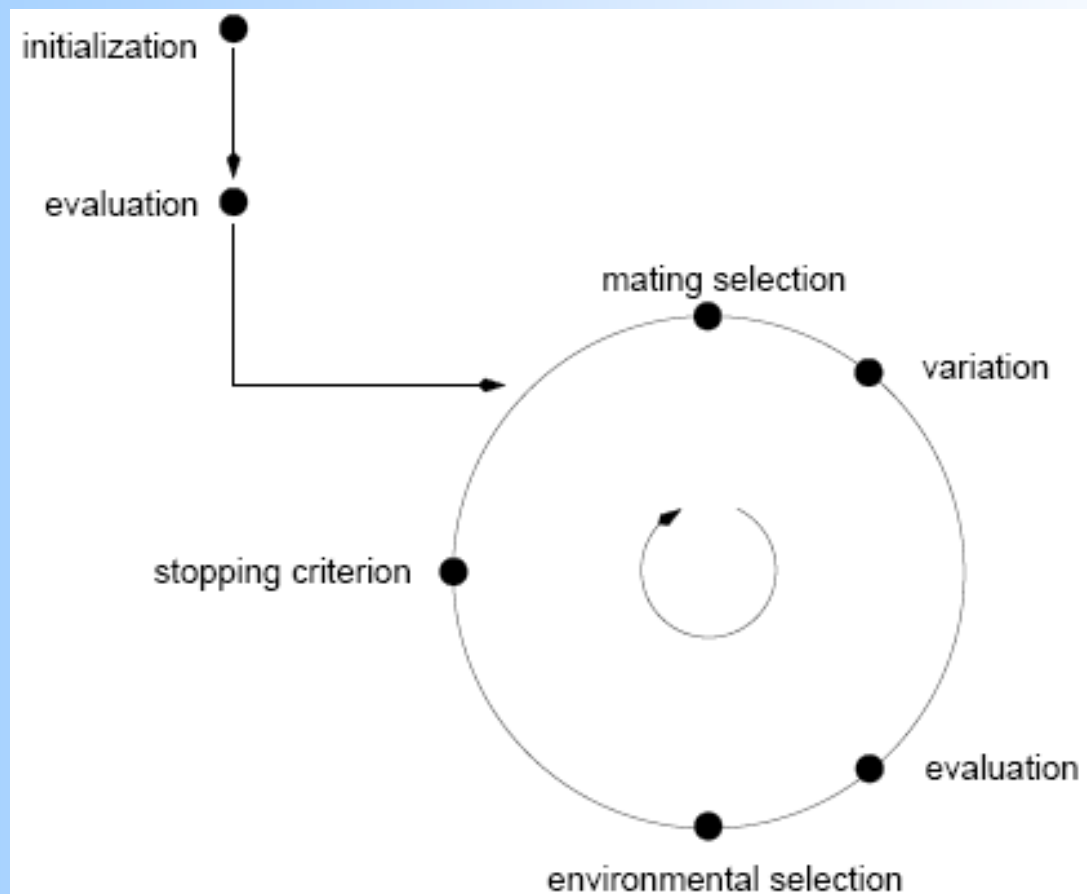 initialization
evaluation
mating selection
variation
stopping criterion
evaluation
environmental selection